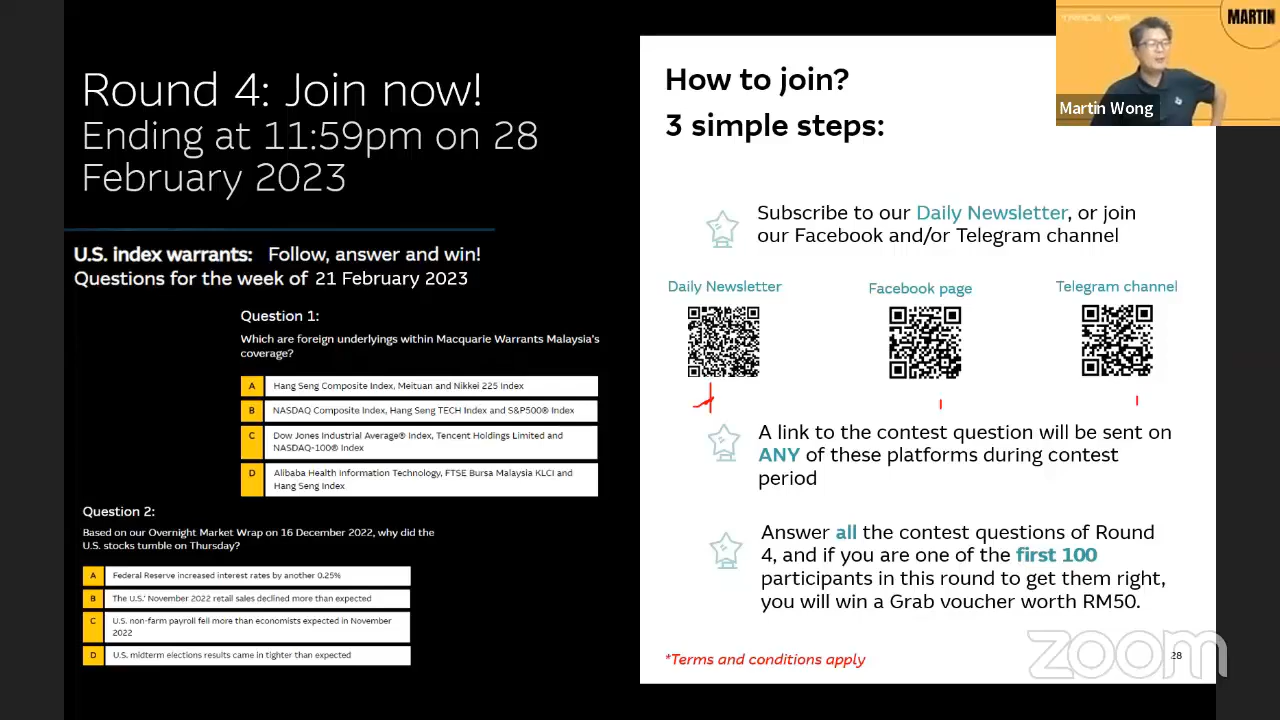 Round 4: Join now!
Ending at 11:59pm on 28
February 2023
U.S. index warrants: Follow, answer and win!
Questions for the week of 21 February 2023
Question 1:
Which are foreign underlyings within Macquarie Warrants Malaysia's
coverage?
A Hang Seng Composite Index, Meituan and Nikkei 225 Index
B NASDAQ Composite Index, Hang Seng TECH Index and S&P500® Index
C Dow Jones Industrial Average® Index, Tencent Holdings Limited and
NASDAQ-100® Index
D Alibaba Health Information Technology, FTSE Bursa Malaysia KLCI and
Hang Seng Index
Question 2:
Based on our Overnight Market Wrap on 16 December 2022, why did the
U.S. stocks tumble on Thursday?
A Federal Reserve increased interest rates by another 0.25%
B The U.S.' November 2022 retail sales declined more than expected
C U.S. non-farm payroll fell more than economists expected in November
2022
D U.S. midterm elections results came in tighter than expected
How to join?
3 simple steps:
Subscribe to our Daily Newsletter, or join
our Facebook and/or Telegram channel
Daily Newsletter
Facebook page
Telegram channel
A link to the contest question will be sent on
ANY of these platforms during contest
period
Answer all the contest questions of Round
4, and if you are one of the first 100
participants in this round to get them right,
you will win a Grab voucher worth RM50.
*Terms and conditions apply
28
zoom
MARTIN
Martin Wong